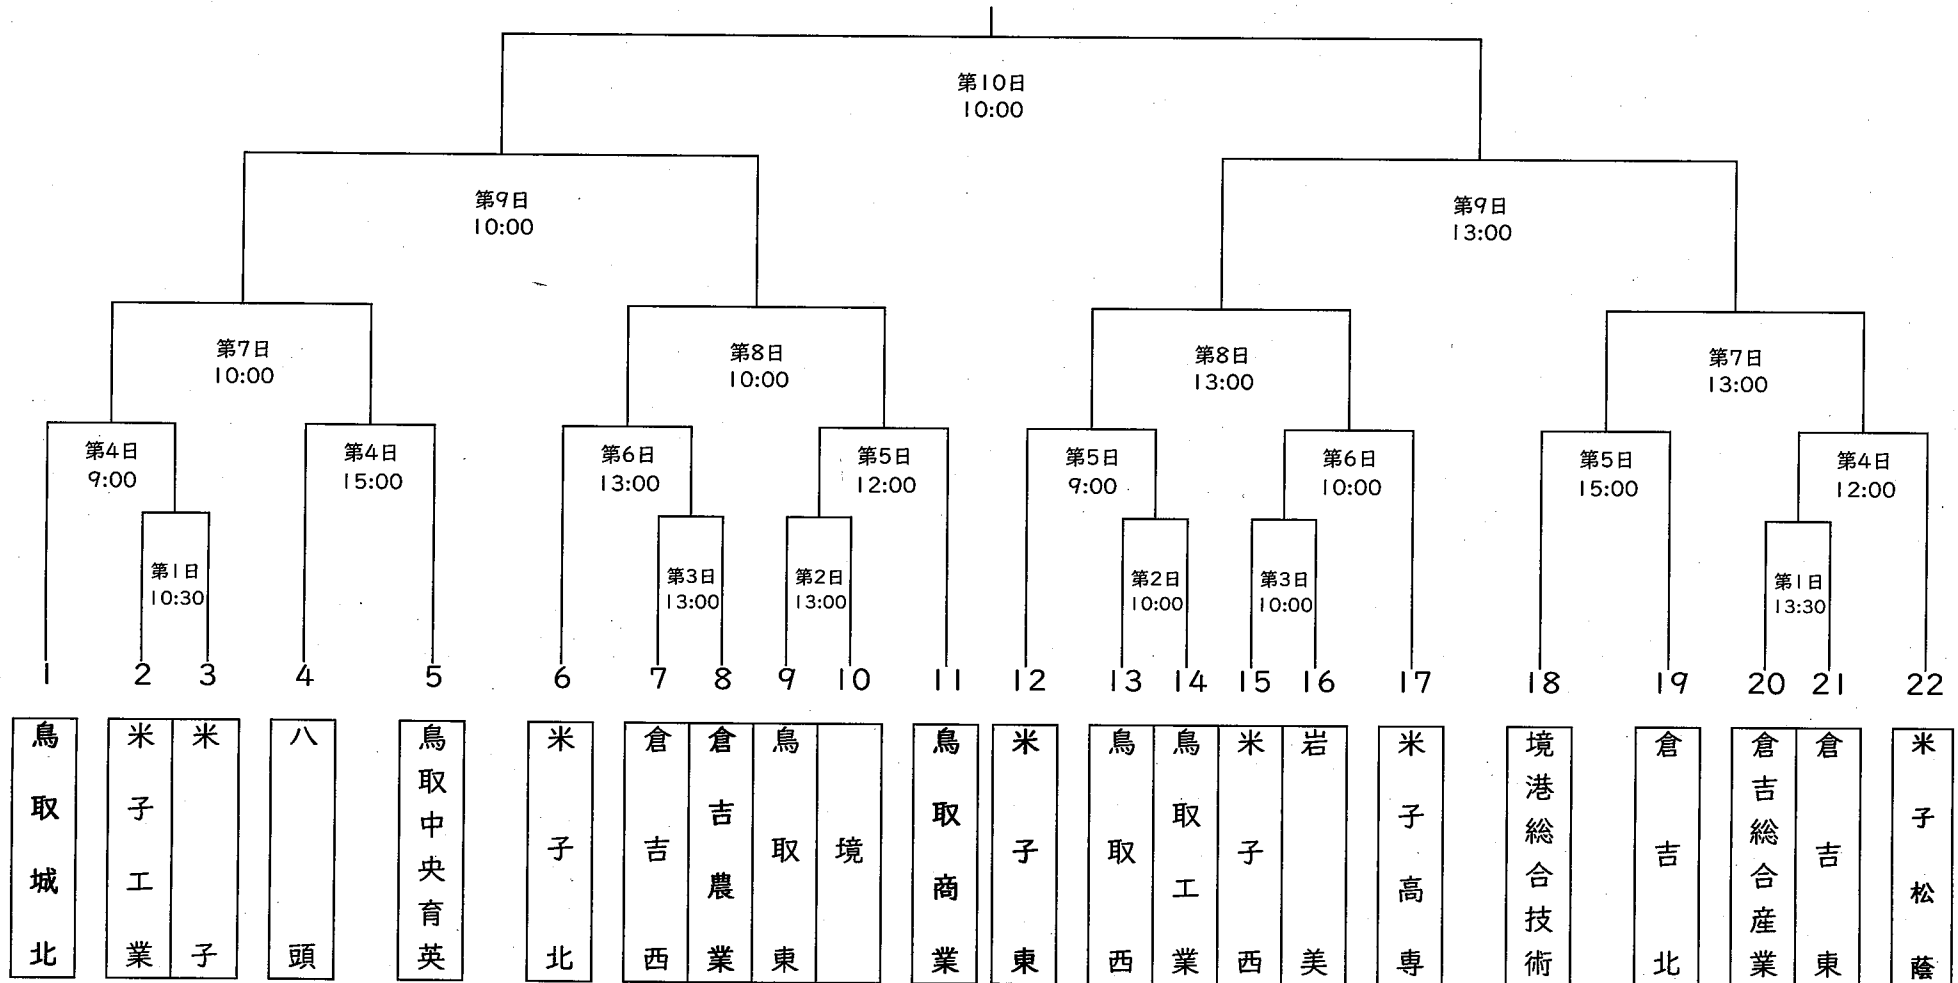 第10日
10:00
第9日
10:00
第9日
13:00
第7日
10:00
第8日
10:00
第8日
13:00
第7日
13:00
第4日
9:00
第4日
15:00
第6日
13:00
第5日
12:00
第5日
9:00
第6日
10:00
第5日
15:00
第4日
12:00
第1日
10:30
第3日
13:00
第2日
13:00
第2日
10:00
第3日
10:00
第1日
13:30
1 2 3 4 5 6 7 8 9 10 11 12 13 14 15 16 17 18 19 20 21 22
鳥取城北
米子工業
米子
八頭
鳥取中央育英
米子北
倉吉西
倉吉農業
鳥取東
境
鳥取商業
米子東
鳥取西
鳥取工業
米子西
岩美
米子高専
境港総合技術
倉吉北
倉吉総合産業
倉吉東
米子松蔭